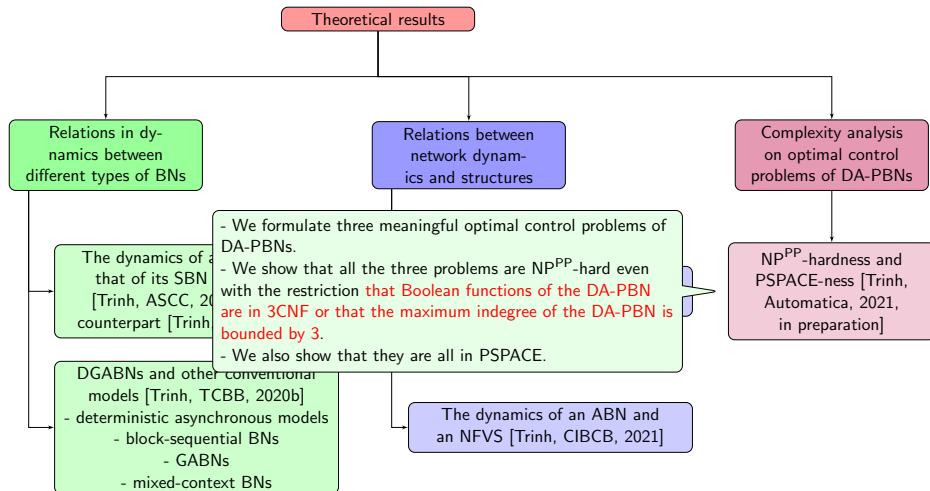 Theoretical results
Relations in dy-
namics between
different types of BNs
Relations between
network dynam-
ics and structures
Complexity analysis
on optimal control
problems of DA-PBNs
The dynamics of a
that of its SBN
[Trinh, ASCC, 20
counterpart [Trinh,
- We formulate three meaningful optimal control problems of
DA-PBNs.
- We show that all the three problems are NP^PP-hard even
with the restriction that Boolean functions of the DA-PBN
are in 3CNF or that the maximum indegree of the DA-PBN is
bounded by 3.
- We also show that they are all in PSPACE.
NP^PP-hardness and
PSPACE-ness [Trinh,
Automatica, 2021,
in preparation]
DGABNs and other conventional
models [Trinh, TCBB, 2020b]
- deterministic asynchronous models
- block-sequential BNs
- GABNs
- mixed-context BNs
The dynamics of an ABN and
an NFVS [Trinh, CIBCB, 2021]